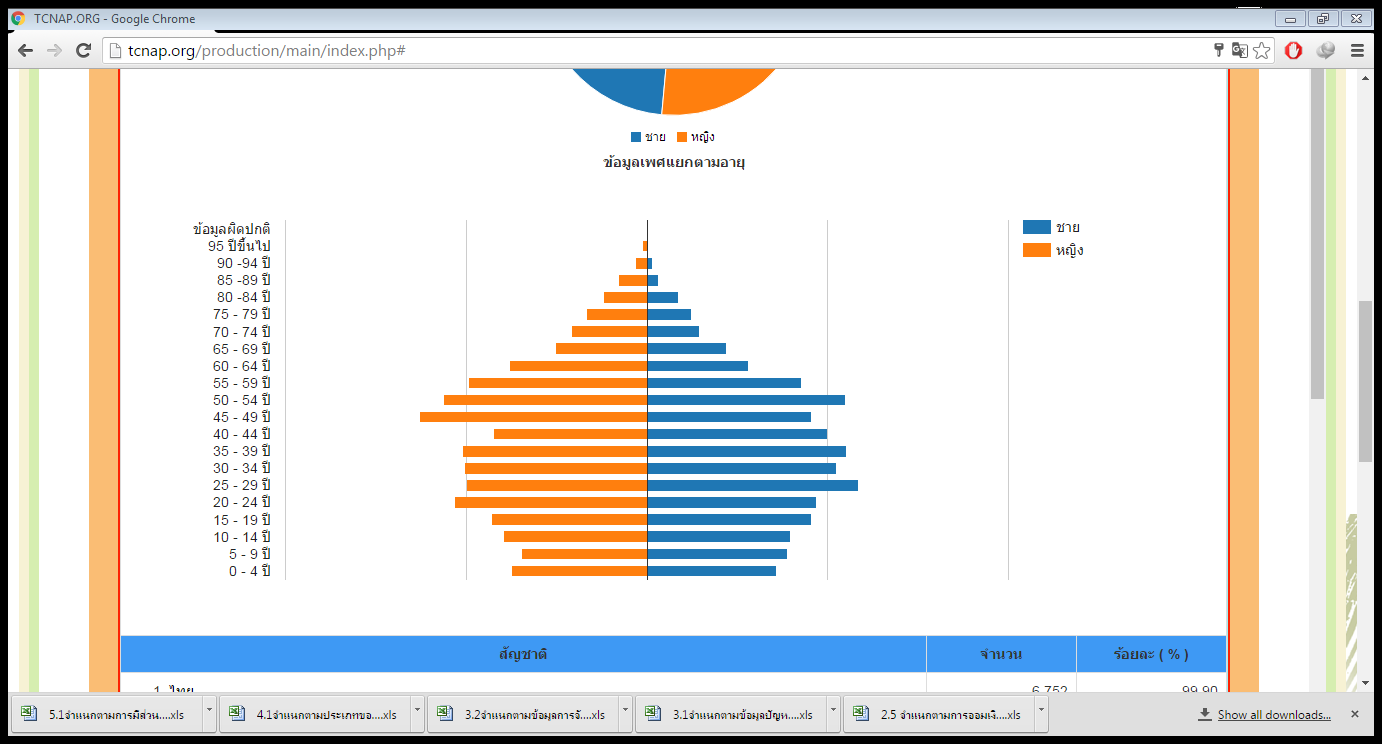 TCNAP.ORG - Google Chrome
tcnap.org/production/main/index.php#
ชาย หญิง
ข้อมูลเพศแยกตามอายุ
ข้อมูลผิดปกติ
95 ปีขึ้นไป
90 -94 ปี
85 -89 ปี
80 -84 ปี
75 - 79 ปี
70 - 74 ปี
65 - 69 ปี
60 - 64 ปี
55 - 59 ปี
50 - 54 ปี
45 - 49 ปี
40 - 44 ปี
35 - 39 ปี
30 - 34 ปี
25 - 29 ปี
20 - 24 ปี
15 - 19 ปี
10 - 14 ปี
5 - 9 ปี
0 - 4 ปี
ชาย
หญิง
สัญชาติ จำนวน ร้อยละ ( % )
1. ไทย 6,752 99.90
5.1จำแนกตามการมีส่วน....xls 4.1จำแนกตามประเภทขอ....xls 3.2จำแนกตามข้อมูลการจั....xls 3.1จำแนกตามข้อมูลปัญห....xls 2.5 จำแนกตามการออมเงิ....xls Show all downloads...